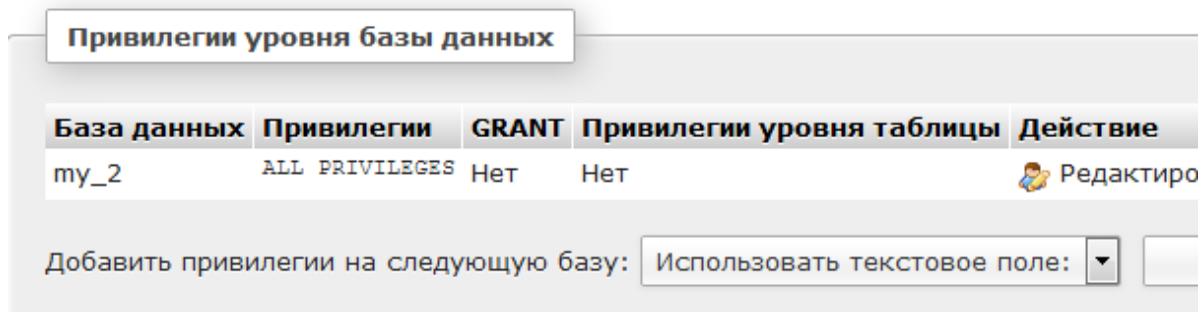 Привилегии уровня базы данных
База данных Привилегии GRANT Привилегии уровня таблицы Действие
my_2 ALL PRIVILEGES Нет Нет Редактиро
Добавить привилегии на следующую базу: Использовать текстовое поле: